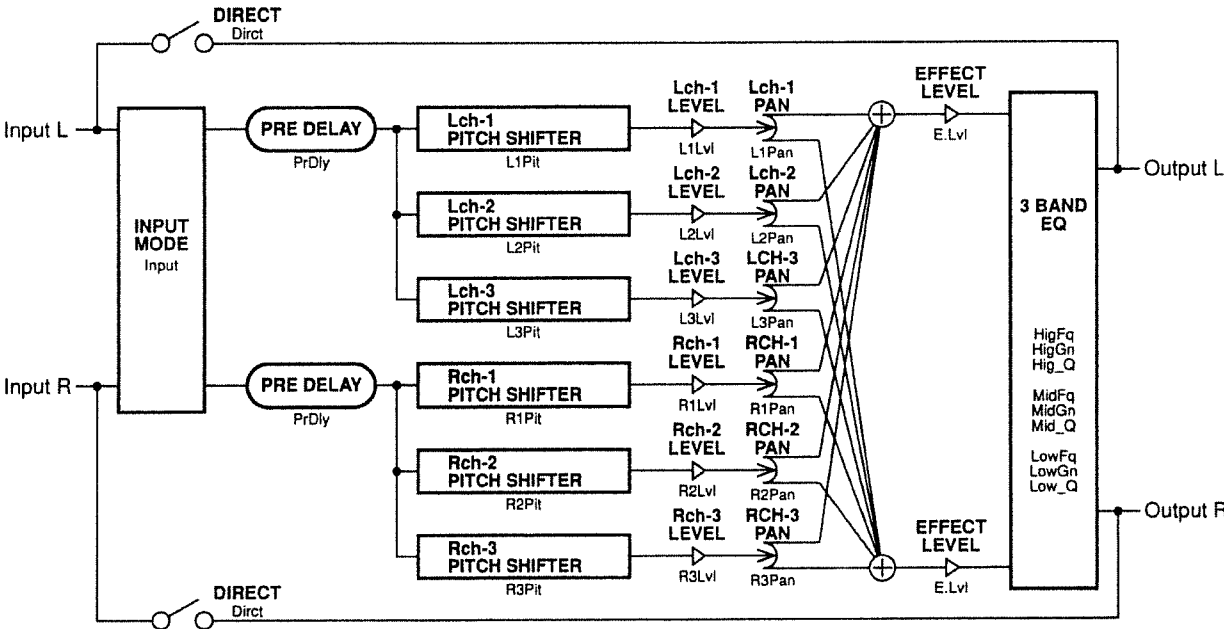 DIRECT
Dirct
Input L
INPUT
MODE
Input
PRE DELAY
PrDly
Lch-1
PITCH SHIFTER
L1Pit
Lch-1
LEVEL
L1Lvl
Lch-1
PAN
L1Pan
Lch-2
PITCH SHIFTER
L2Pit
Lch-2
LEVEL
L2Lvl
Lch-2
PAN
L2Pan
Lch-3
PITCH SHIFTER
L3Pit
Lch-3
LEVEL
L3Lvl
LCH-3
PAN
L3Pan
Input R
PRE DELAY
PrDly
Rch-1
PITCH SHIFTER
R1Pit
Rch-1
LEVEL
R1Lvl
RCH-1
PAN
R1Pan
Rch-2
PITCH SHIFTER
R2Pit
Rch-2
LEVEL
R2Lvl
RCH-2
PAN
R2Pan
Rch-3
PITCH SHIFTER
R3Pit
Rch-3
LEVEL
R3Lvl
RCH-3
PAN
R3Pan
EFFECT
LEVEL
E.Lvl
EFFECT
LEVEL
E.Lvl
3 BAND
EQ
HigFq
HigGn
Hig_Q
MidFq
MidGn
Mid_Q
LowFq
LowGn
Low_Q
Output L
Output R
DIRECT
Dirct